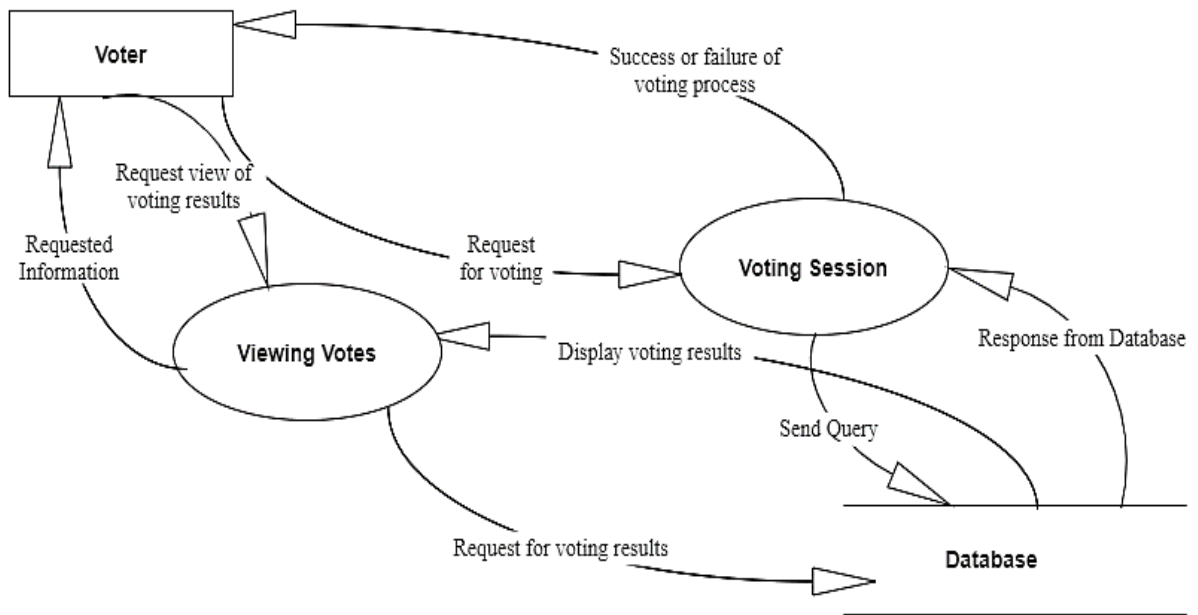 Voter
Success or failure of
voting process
Request view of
voting results
Requested
Information
Request
for voting
Voting Session
Viewing Votes
Display voting results
Response from Database
Send Query
Request for voting results
Database